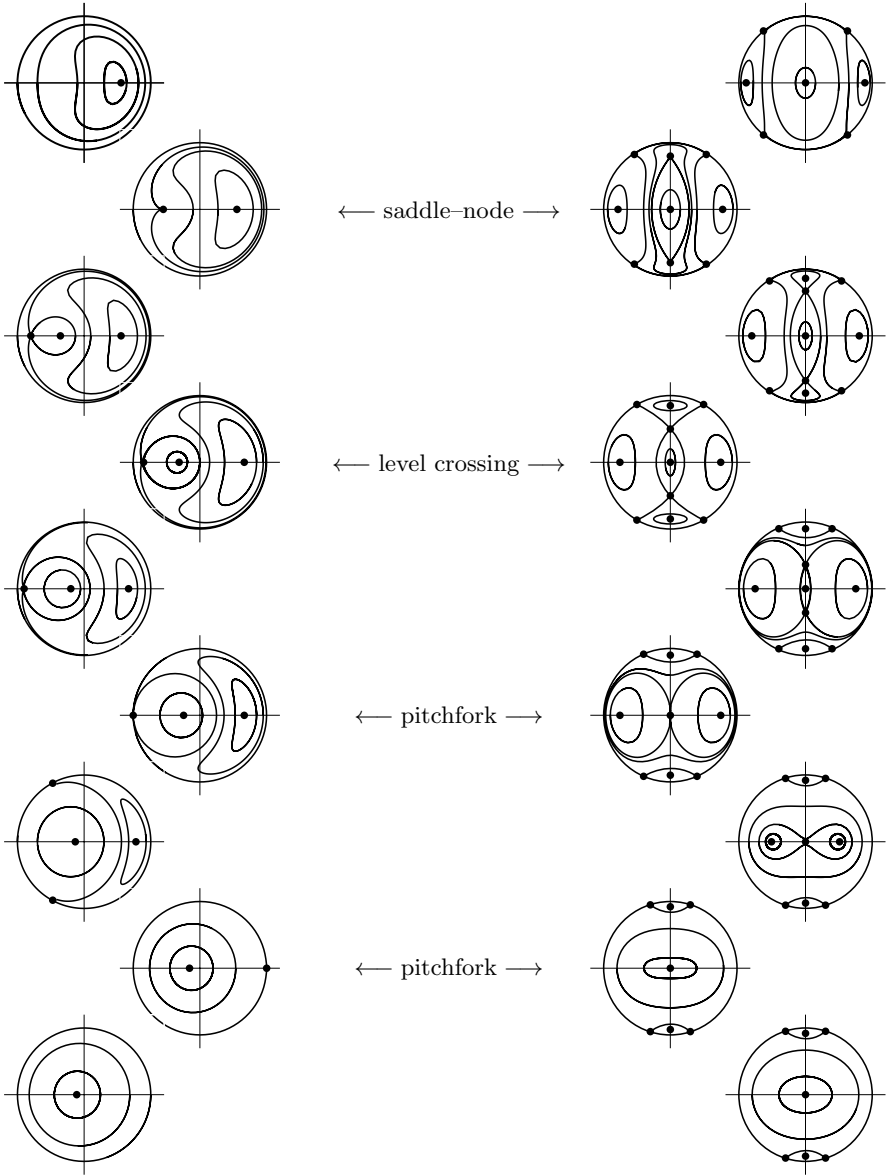 ⟵ saddle–node ⟶
⟵ level crossing ⟶
⟵ pitchfork ⟶
⟵ pitchfork ⟶